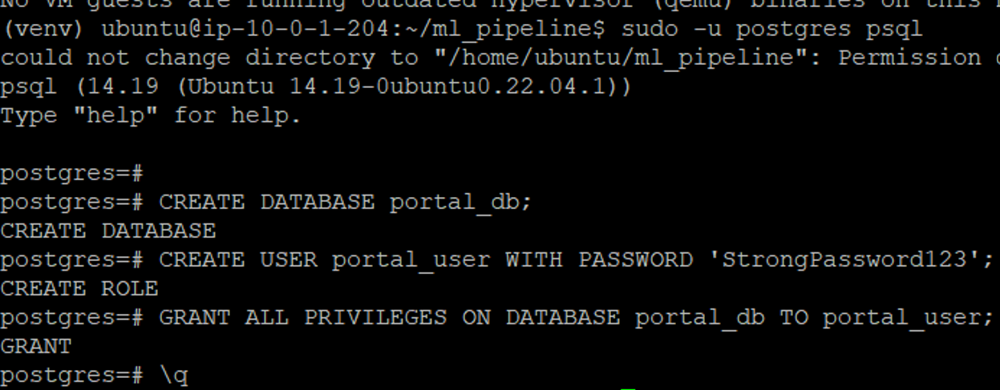 No VM guests are running outdated hypervisor (qemu) binaries on this
(venv) ubuntu@ip-10-0-1-204:~/ml_pipeline$ sudo -u postgres psql
could not change directory to "/home/ubuntu/ml_pipeline": Permission
psql (14.19 (Ubuntu 14.19-0ubuntu0.22.04.1))
Type "help" for help.
postgres=#
postgres=# CREATE DATABASE portal_db;
CREATE DATABASE
postgres=# CREATE USER portal_user WITH PASSWORD 'StrongPassword123';
CREATE ROLE
postgres=# GRANT ALL PRIVILEGES ON DATABASE portal_db TO portal_user;
GRANT
postgres=# \q